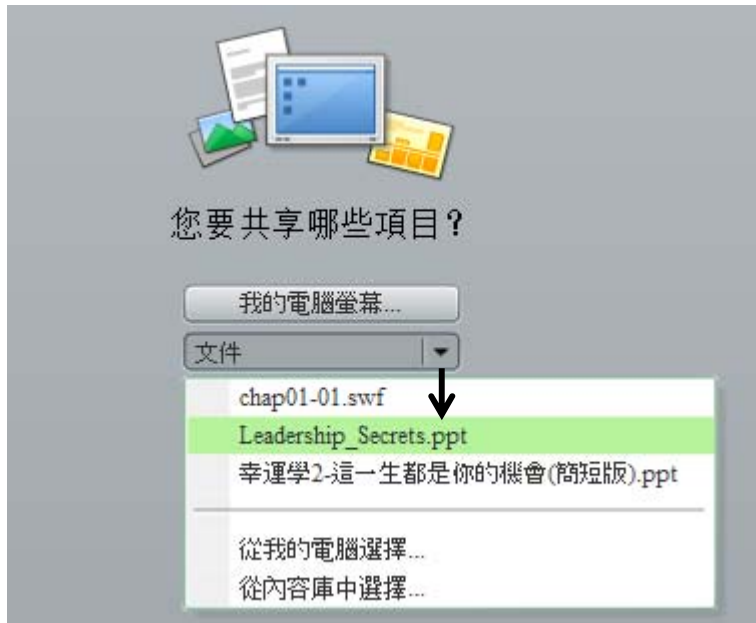 您要共享哪些項目？
我的電腦螢幕...
文件
chap01-01.swf
Leadership_Secrets.ppt
幸運學2-這一生都是你的機會(簡短版).ppt
從我的電腦選擇...
從內容庫中選擇...